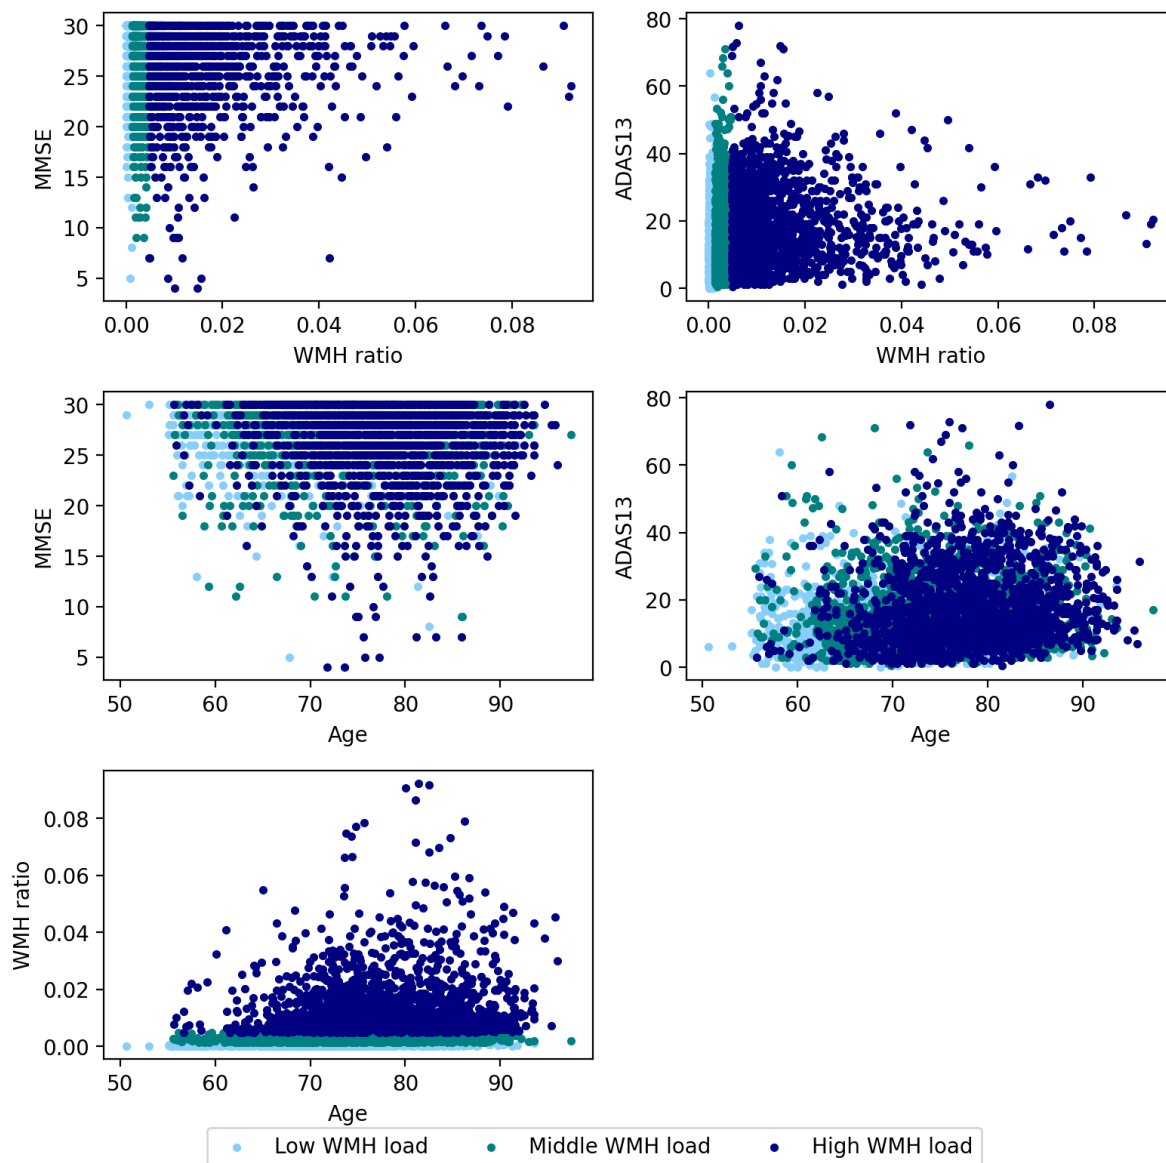 30
25
20
15
10
5
MMSE
0.00 0.02 0.04 0.06 0.08
WMH ratio
80
60
40
20
0
ADAS13
0.00 0.02 0.04 0.06 0.08
WMH ratio
30
25
20
15
10
5
MMSE
50 60 70 80 90
Age
80
60
40
20
0
ADAS13
50 60 70 80 90
Age
0.08
0.06
0.04
0.02
0.00
WMH ratio
50 60 70 80 90
Age
Low WMH load Middle WMH load High WMH load